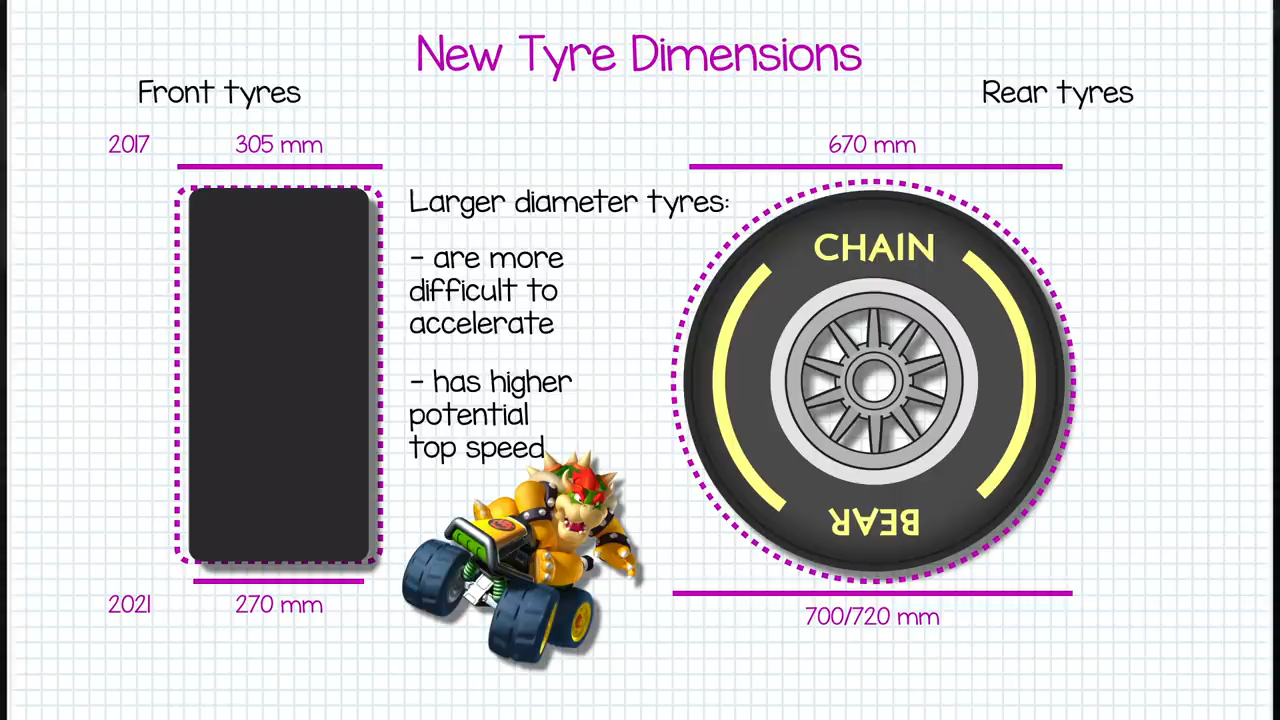 New Tyre Dimensions
Front tyres
Rear tyres
2017
305 mm
670 mm
Larger diameter tyres:
- are more
difficult to
accelerate
- has higher
potential
top speed
CHAIN
BEAR
2021
270 mm
700/720 mm